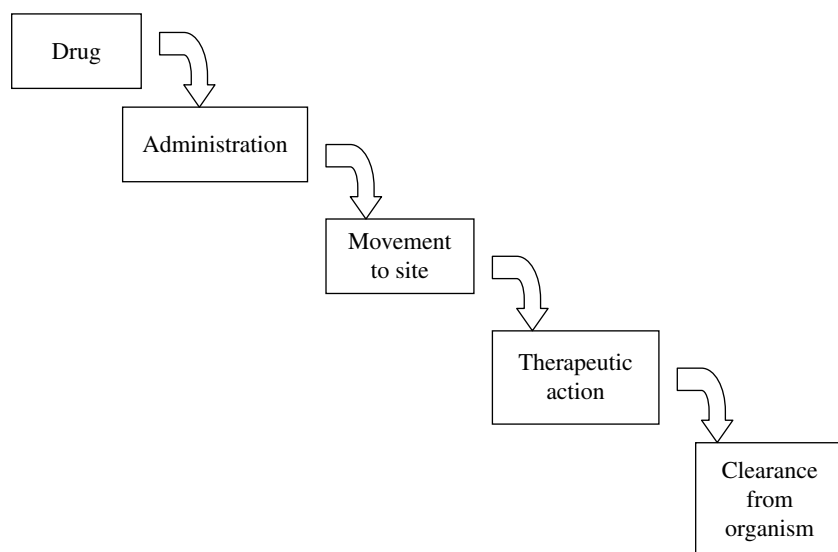 Drug
Administration
Movement
to site
Therapeutic
action
Clearance
from
organism